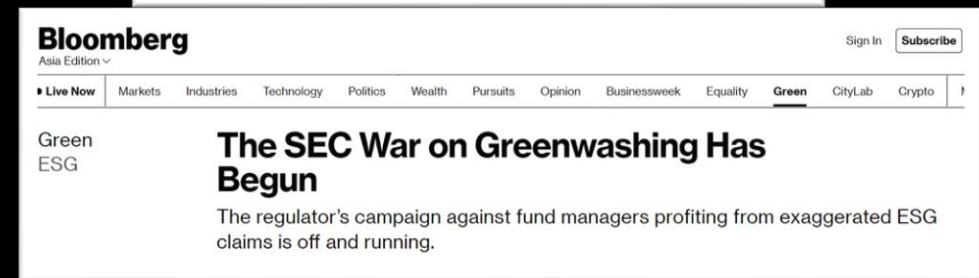 Bloomberg
Asia Edition
Sign In Subscribe
Live Now Markets Industries Technology Politics Wealth Pursuits Opinion Businessweek Equality Green CityLab Crypto
Green
ESG
The SEC War on Greenwashing Has
Begun
The regulator's campaign against fund managers profiting from exaggerated ESG
claims is off and running.